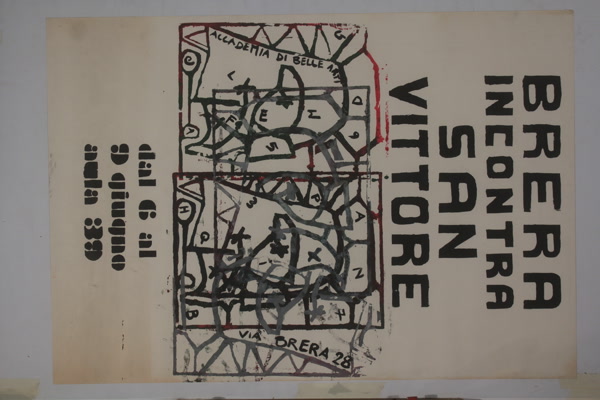 BRERA
INCONTRA
SAN
VITTORE
ACCADEMIA DI BELLE ARTI
VIA BRERA 28
dal 6 al
9 giugno
aula 39